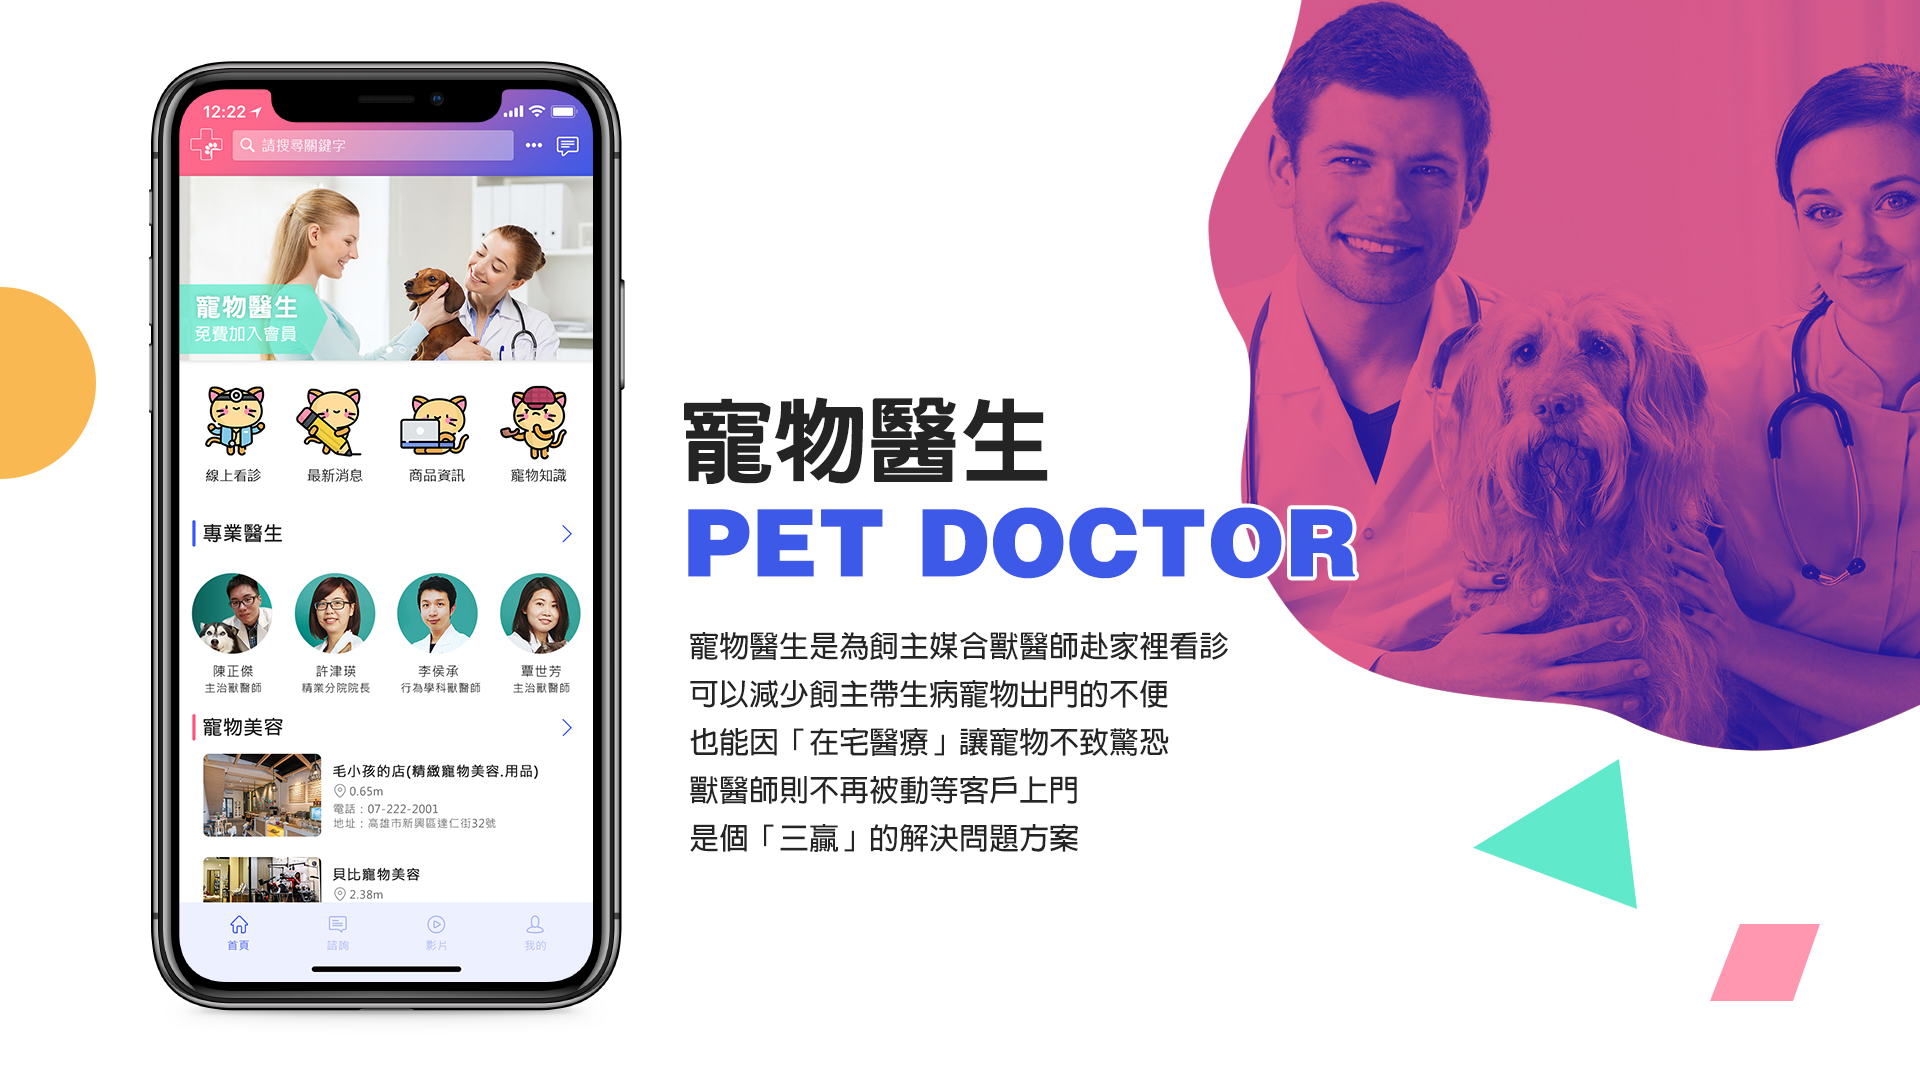 12:22
請搜尋關鍵字
寵物醫生
免費加入會員
線上看診 最新消息 商品資訊 寵物知識
專業醫生
陳正傑 許津瑛 李侯承 覃世芳
主治獸醫師 精業分院院長 行為學科獸醫師 主治獸醫師
寵物美容
毛小孩的店(精緻寵物美容.用品)
0.65m
電話：07-222-2001
地址：高雄市新興區達仁街32號
貝比寵物美容
2.38m
首頁 諮詢 影片 我的
寵物醫生
PET DOCTOR
寵物醫生是為飼主媒合獸醫師赴家裡看診
可以減少飼主帶生病寵物出門的不便
也能因「在宅醫療」讓寵物不致驚恐
獸醫師則不再被動等客戶上門
是個「三贏」的解決問題方案